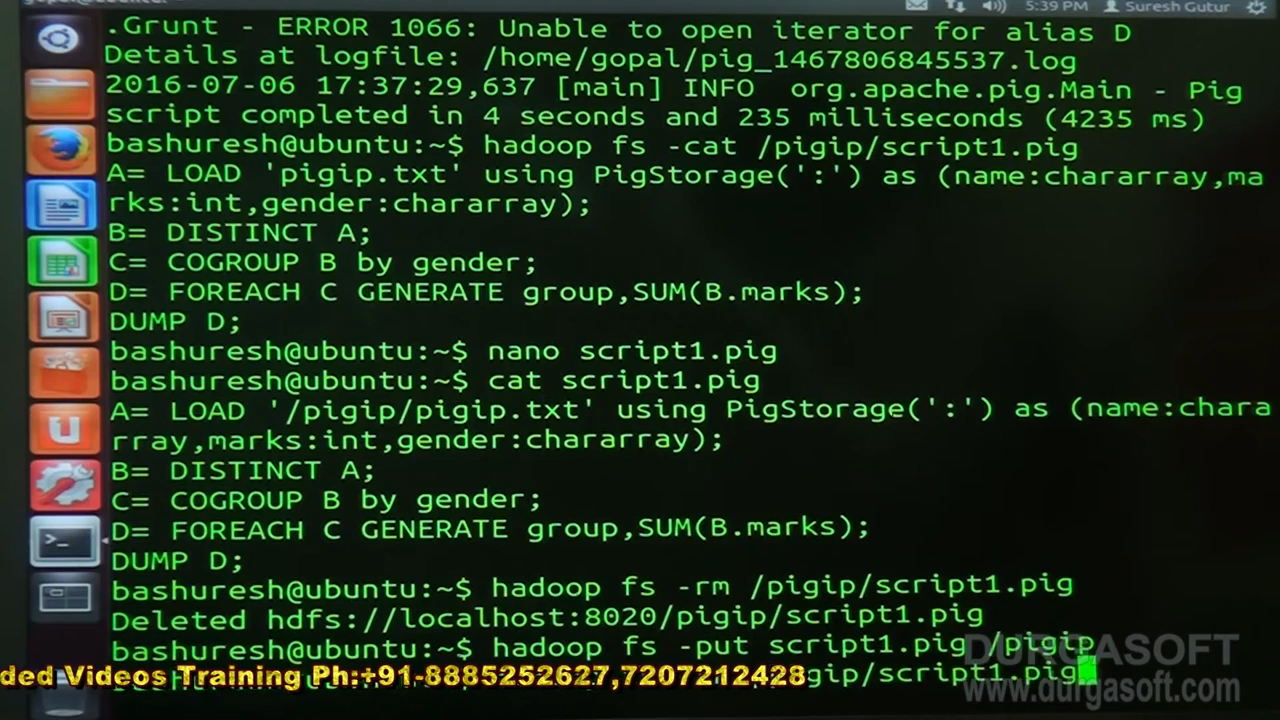 5:39 PM Suresh Gutur
.Grunt - ERROR 1066: Unable to open iterator for alias D
Details at logfile: /home/gopal/pig_1467806845537.log
2016-07-06 17:37:29,637 [main] INFO  org.apache.pig.Main - Pig
script completed in 4 seconds and 235 milliseconds (4235 ms)
bashuresh@ubuntu:~$ hadoop fs -cat /pigip/script1.pig
A= LOAD 'pigip.txt' using PigStorage(':') as (name:chararray,ma
rks:int,gender:chararray);
B= DISTINCT A;
C= COGROUP B by gender;
D= FOREACH C GENERATE group,SUM(B.marks);
DUMP D;
bashuresh@ubuntu:~$ nano script1.pig
bashuresh@ubuntu:~$ cat script1.pig
A= LOAD '/pigip/pigip.txt' using PigStorage(':') as (name:chara
rray,marks:int,gender:chararray);
B= DISTINCT A;
C= COGROUP B by gender;
D= FOREACH C GENERATE group,SUM(B.marks);
DUMP D;
bashuresh@ubuntu:~$ hadoop fs -rm /pigip/script1.pig
Deleted hdfs://localhost:8020/pigip/script1.pig
bashuresh@ubuntu:~$ hadoop fs -put script1.pig /pigip
gip/script1.pig
ded Videos Training Ph:+91-8885252627,7207212428
DURGASOFT
www.durgasoft.com